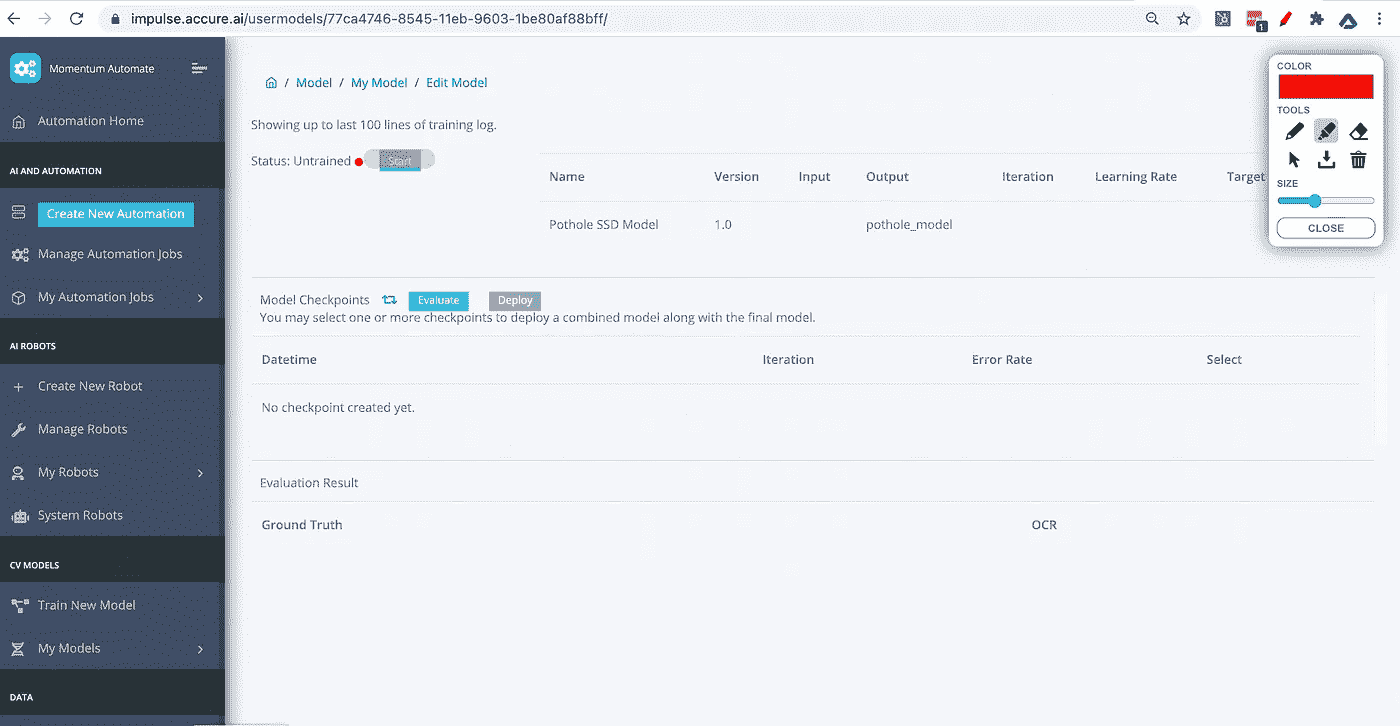 impulse.accure.ai/usermodels/77ca4746-8545-11eb-9603-1be80af88bff/
1
Momentum Automate
Automation Home
AI AND AUTOMATION
Create New Automation
Manage Automation Jobs
My Automation Jobs
AI ROBOTS
Create New Robot
Manage Robots
My Robots
System Robots
CV MODELS
Train New Model
My Models
DATA
/ Model / My Model / Edit Model
Showing up to last 100 lines of training log.
Status: Untrained Start
Name Version Input Output Iteration Learning Rate Target
Pothole SSD Model 1.0 pothole_model
Model Checkpoints Evaluate Deploy
You may select one or more checkpoints to deploy a combined model along with the final model.
Datetime Iteration Error Rate Select
No checkpoint created yet.
Evaluation Result
Ground Truth OCR
COLOR
TOOLS
SIZE
CLOSE